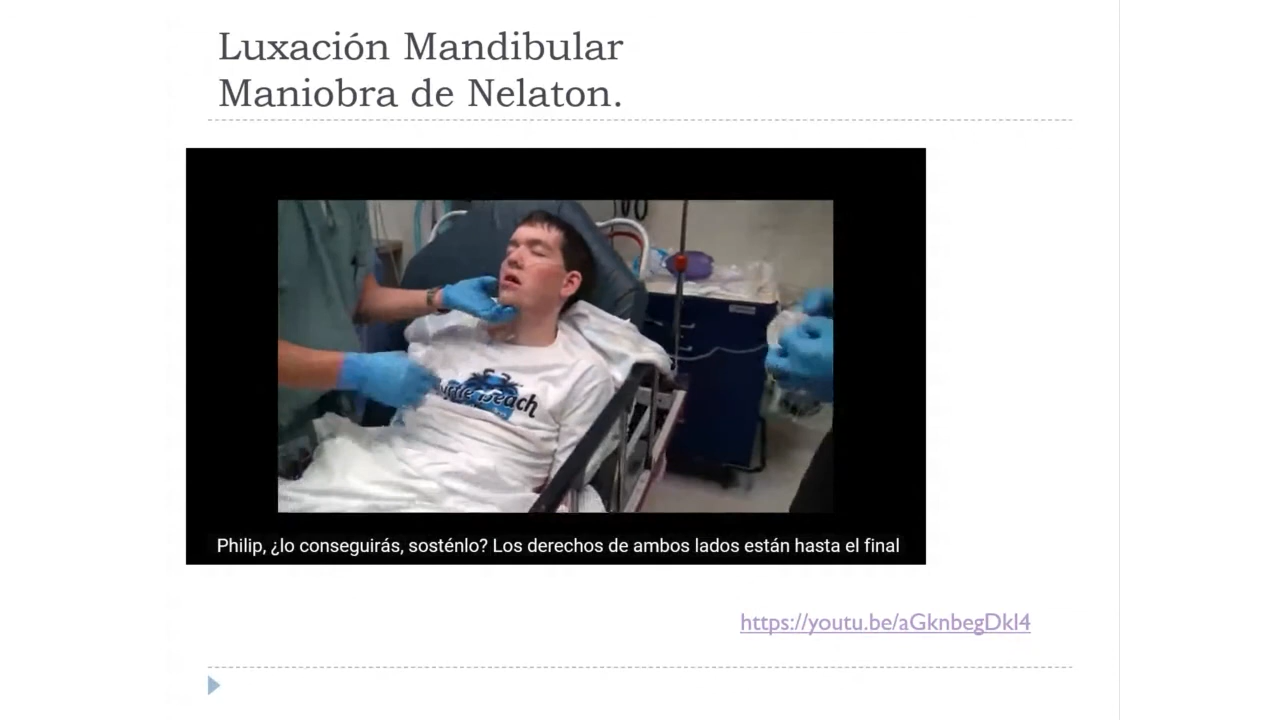 Luxación Mandibular
Maniobra de Nelaton.
Beach
Philip, ¿lo conseguirás, sosténlo? Los derechos de ambos lados están hasta el final
https://youtu.be/aGknbegDkl4